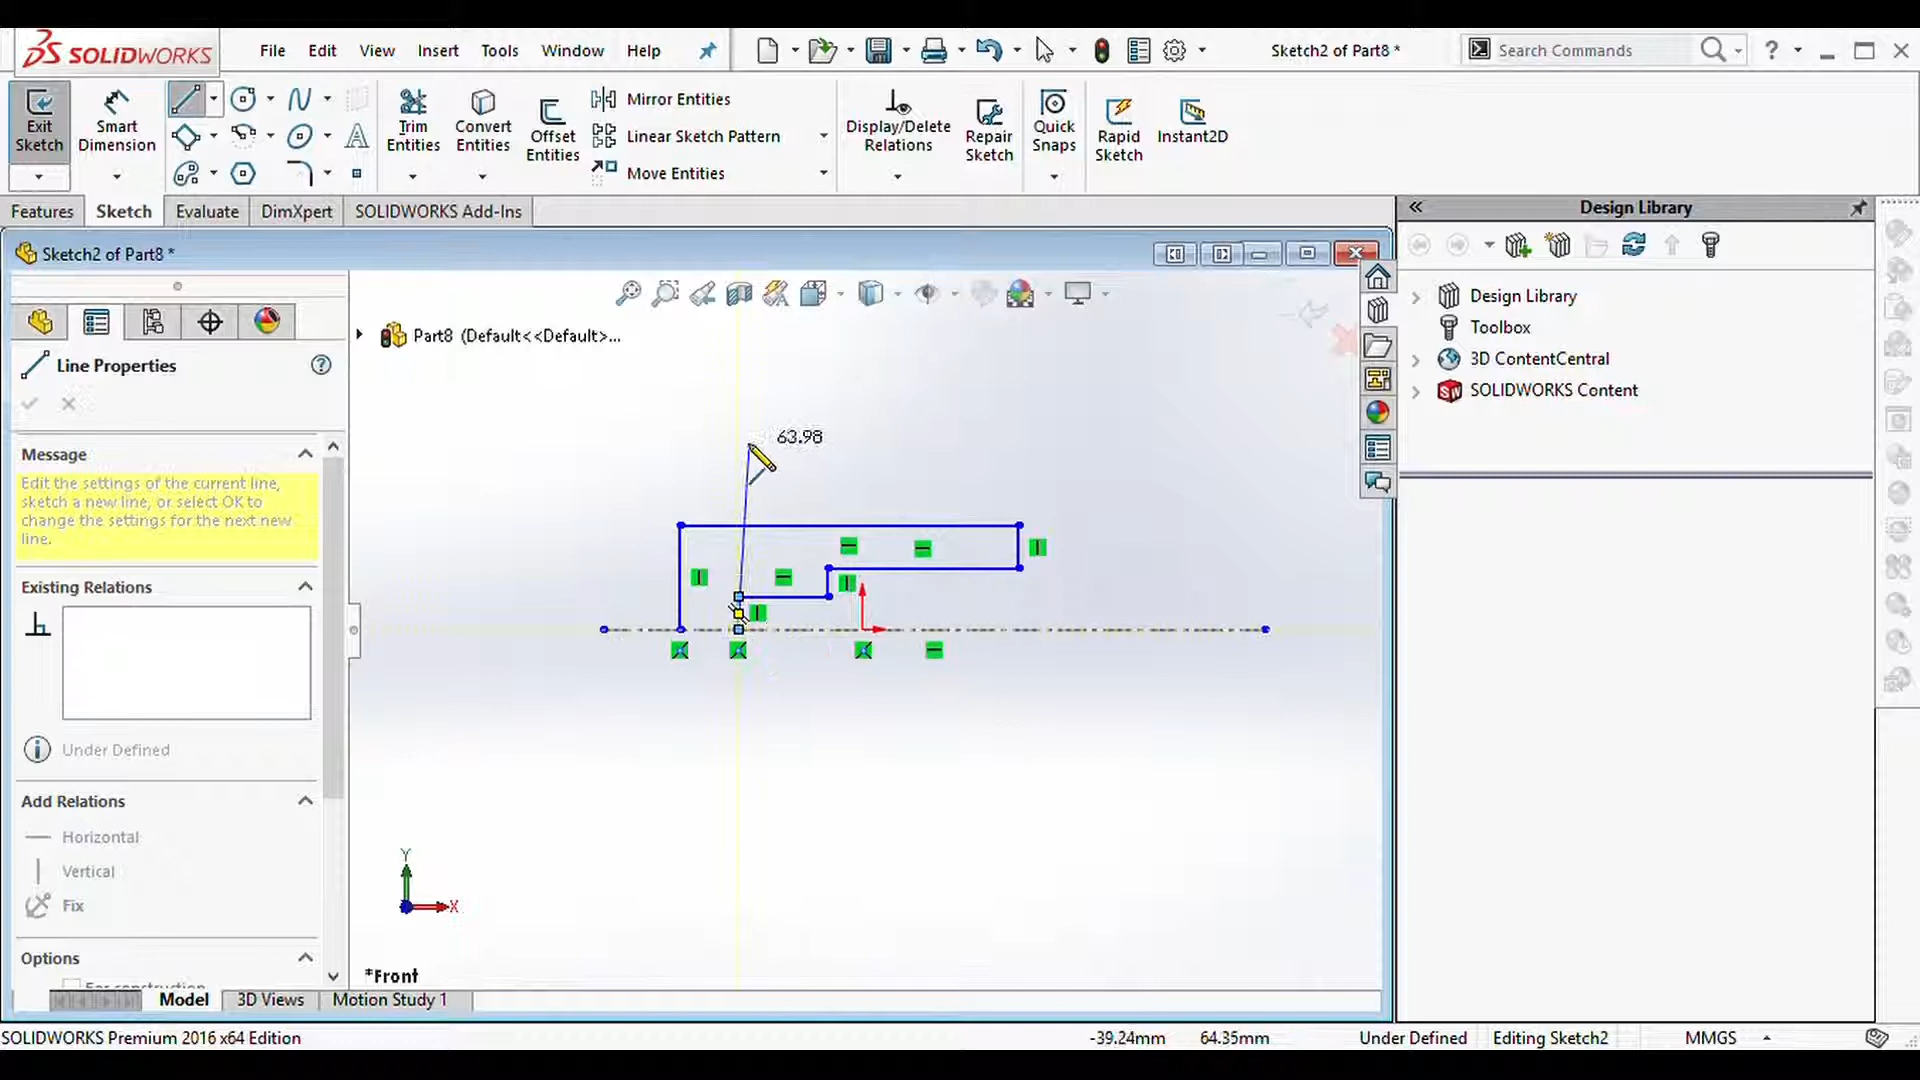 SOLIDWORKS
File Edit View Insert Tools Window Help
Sketch2 of Part8 *
Search Commands
Exit Sketch
Smart Dimension
Trim Entities
Convert Entities
Offset Entities
Mirror Entities
Linear Sketch Pattern
Move Entities
Display/Delete Relations
Repair Sketch
Quick Snaps
Rapid Sketch
Instant2D
Features Sketch Evaluate DimXpert SOLIDWORKS Add-Ins
Design Library
Sketch2 of Part8 *
Part8 (Default<<Default>...
Line Properties
Message
Edit the settings of the current line,
sketch a new line, or select OK to
change the settings for the next new
line.
Existing Relations
Under Defined
Add Relations
Horizontal
Vertical
Fix
Options
For construction
63.98
Y
X
*Front
Design Library
Toolbox
3D ContentCentral
SOLIDWORKS Content
Model 3D Views Motion Study 1
SOLIDWORKS Premium 2016 x64 Edition
-39.24mm 64.35mm Under Defined Editing Sketch2 MMGS